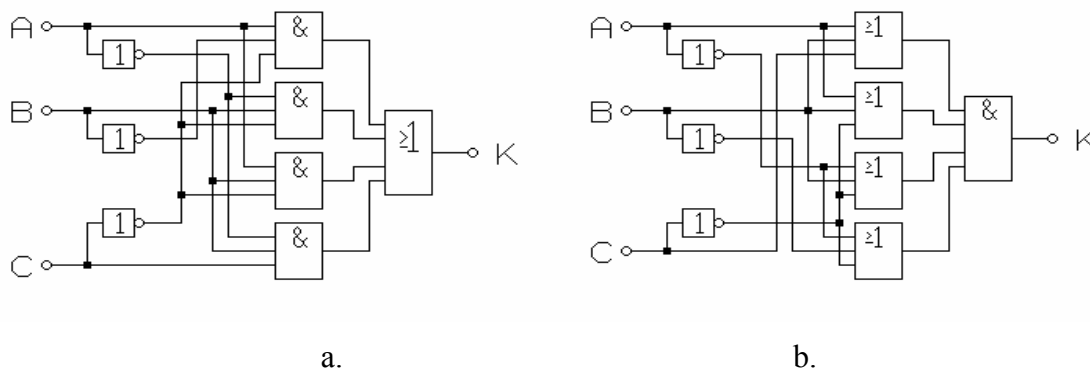 A & A ≥1
1 1
& ≥1
B B
& ≥1 K & K
1 1
& ≥1
1 & 1 ≥1
C C
a. b.